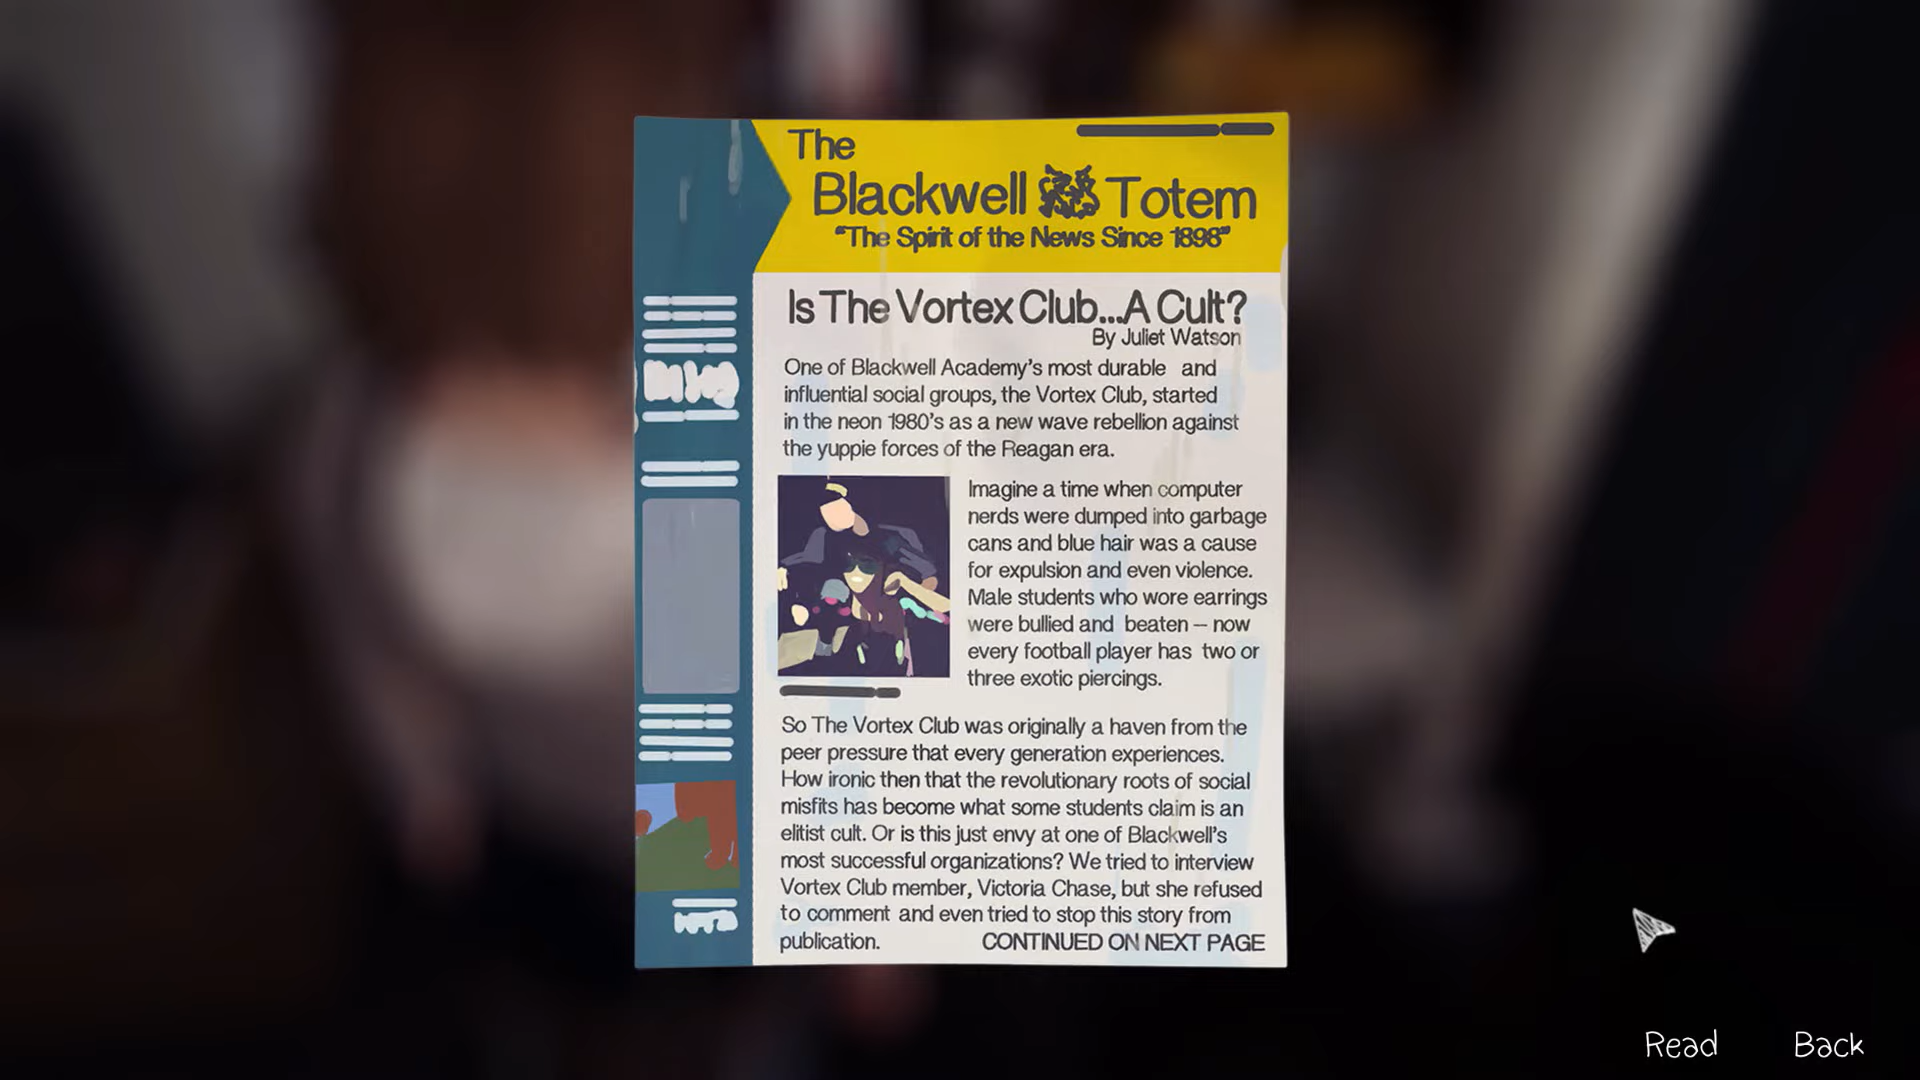 The
Blackwell Totem
"The Spirit of the News Since 1898"
Is The Vortex Club...A Cult?
By Juliet Watson
One of Blackwell Academy's most durable and
influential social groups, the Vortex Club, started
in the neon 1980's as a new wave rebellion against
the yuppie forces of the Reagan era.
Imagine a time when computer
nerds were dumped into garbage
cans and blue hair was a cause
for expulsion and even violence.
Male students who wore earrings
were bullied and beaten – now
every football player has two or
three exotic piercings.
So The Vortex Club was originally a haven from the
peer pressure that every generation experiences.
How ironic then that the revolutionary roots of social
misfits has become what some students claim is an
elitist cult. Or is this just envy at one of Blackwell's
most successful organizations? We tried to interview
Vortex Club member, Victoria Chase, but she refused
to comment and even tried to stop this story from
publication. CONTINUED ON NEXT PAGE
Read Back